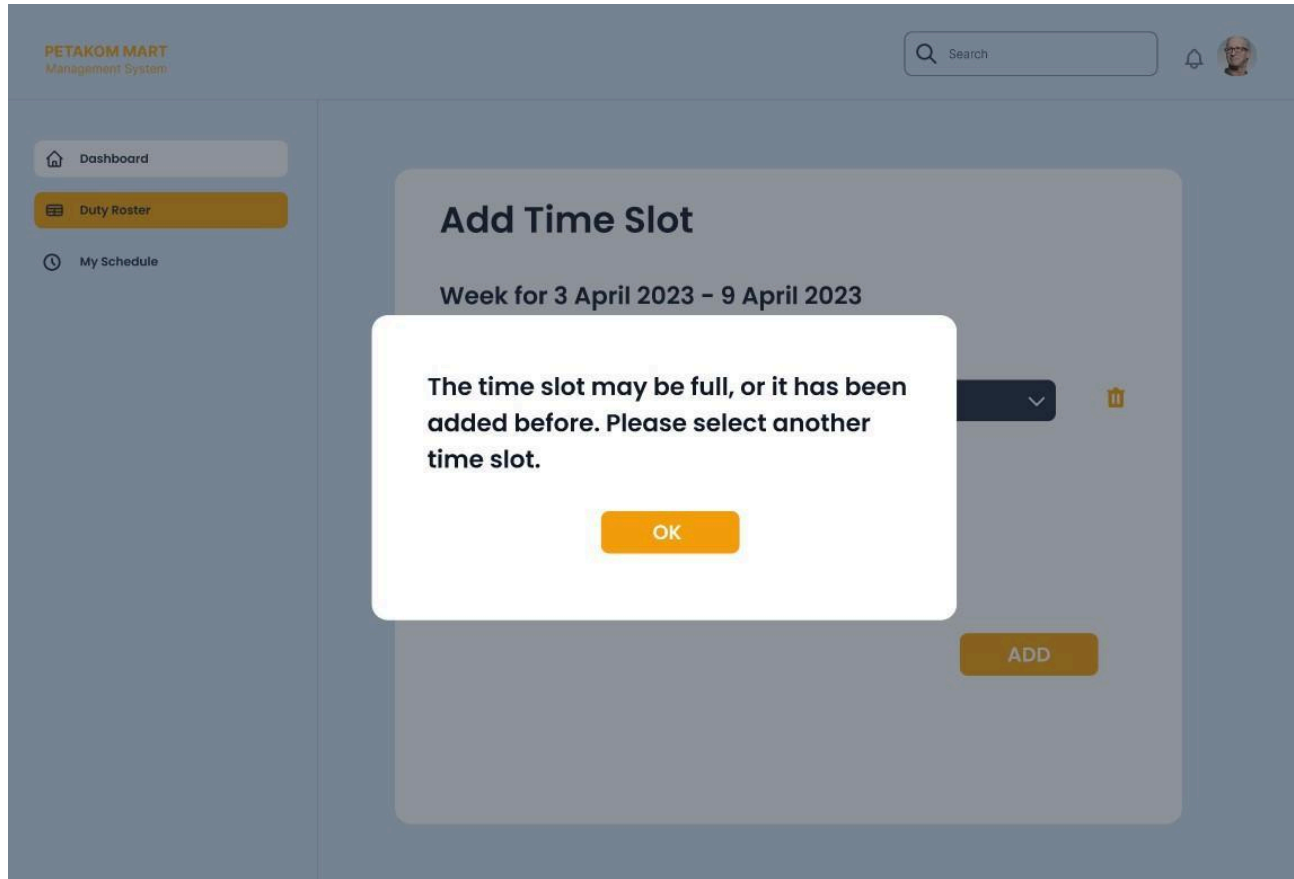 PETAKOM MART
Management System
Search
Dashboard
Duty Roster
My Schedule
Add Time Slot
Week for 3 April 2023 - 9 April 2023
The time slot may be full, or it has been
added before. Please select another
time slot.
OK
ADD